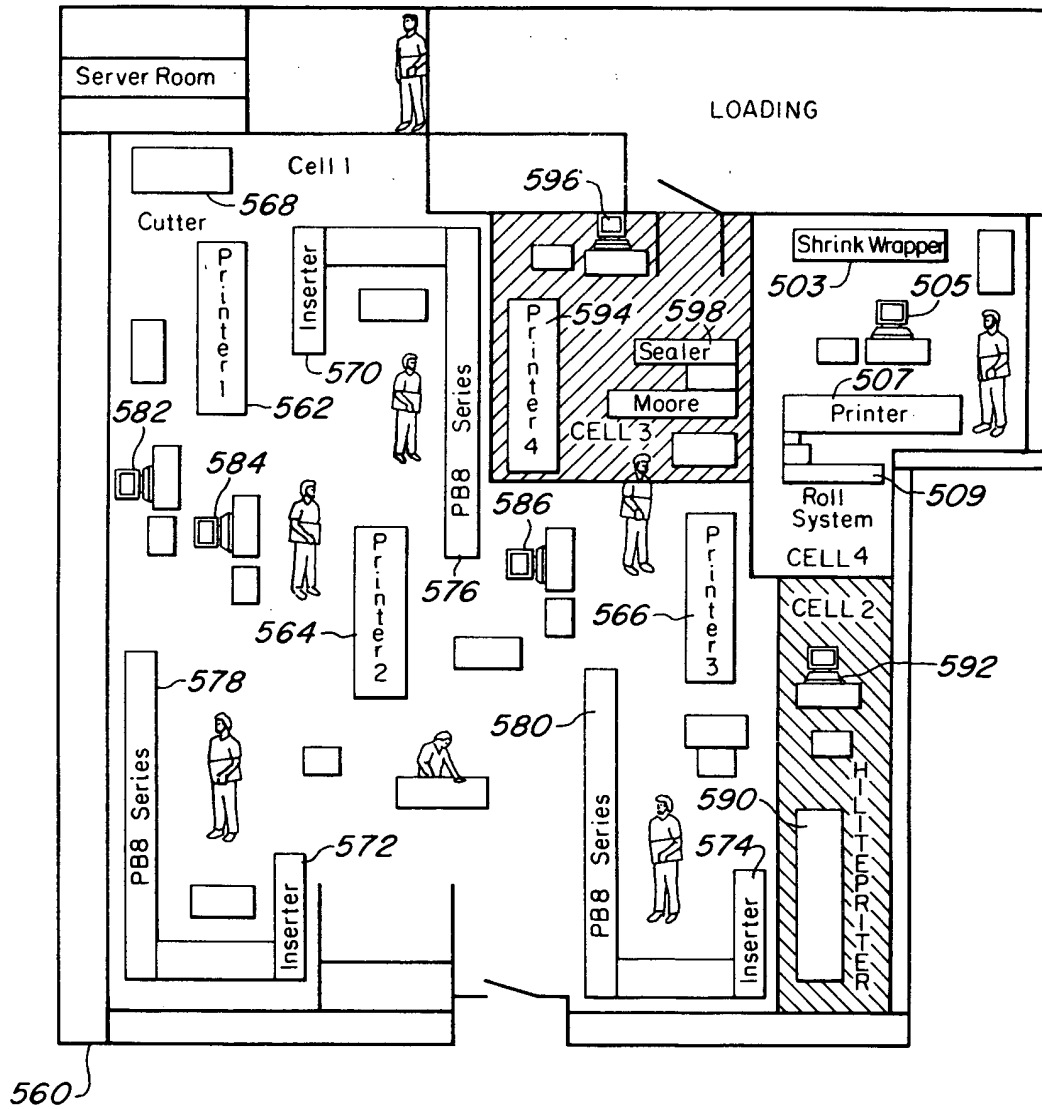 Server Room
LOADING
Cell 1
596
568
Cutter
Shrink Wrapper
503
505
Printer 1
Inserter
594
598
Sealer
570
Printer 4
507
562
Moore
Printer
582
PB8 Series
CELL 3
584
509
586
Roll
System
576
Printer 2
Printer 3
CELL 4
564
566
CELL 2
578
592
580
PB8 Series
HILITEPRITER
590
572
PB8 Series
574
Inserter
Inserter
560